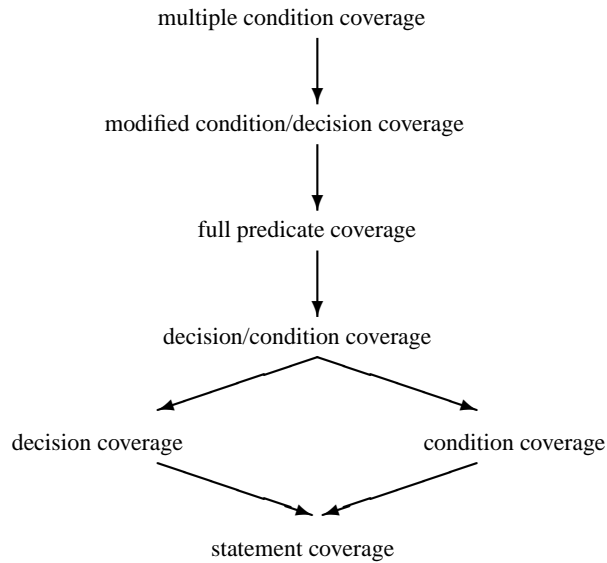 multiple condition coverage
modified condition/decision coverage
full predicate coverage
decision/condition coverage
decision coverage
condition coverage
statement coverage